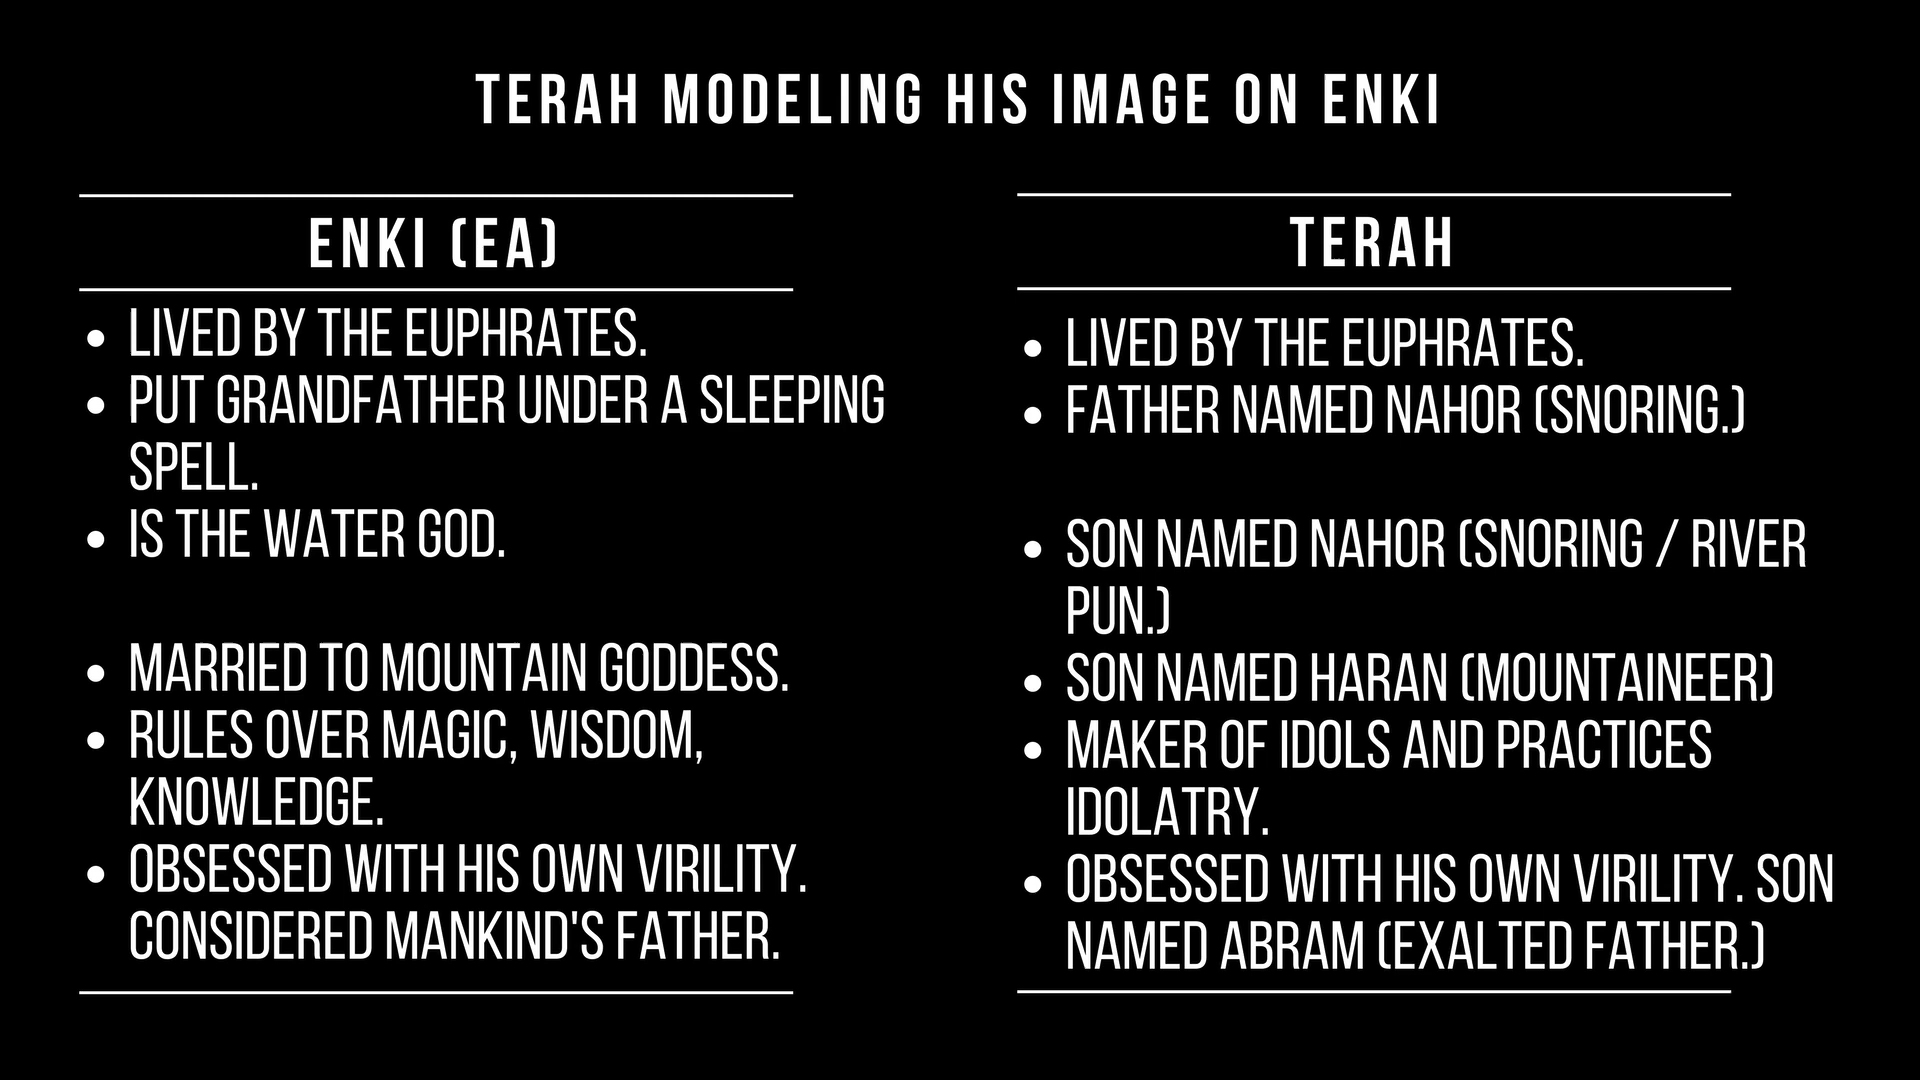 TERAH MODELING HIS IMAGE ON ENKI
ENKI (EA)
• LIVED BY THE EUPHRATES.
• PUT GRANDFATHER UNDER A SLEEPING
SPELL.
• IS THE WATER GOD.
• MARRIED TO MOUNTAIN GODDESS.
• RULES OVER MAGIC, WISDOM,
KNOWLEDGE.
• OBSESSED WITH HIS OWN VIRILITY.
CONSIDERED MANKIND'S FATHER.
TERAH
• LIVED BY THE EUPHRATES.
• FATHER NAMED NAHOR (SNORING.)
• SON NAMED NAHOR (SNORING / RIVER
PUN.)
• SON NAMED HARAN (MOUNTAINEER)
• MAKER OF IDOLS AND PRACTICES
IDOLATRY.
• OBSESSED WITH HIS OWN VIRILITY. SON
NAMED ABRAM (EXALTED FATHER.)